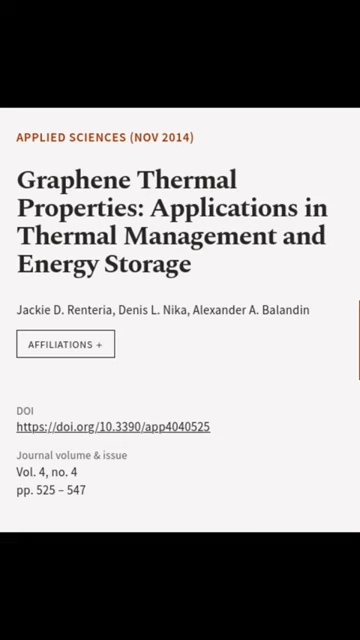 APPLIED SCIENCES (NOV 2014)
Graphene Thermal
Properties: Applications in
Thermal Management and
Energy Storage
Jackie D. Renteria, Denis L. Nika, Alexander A. Balandin
AFFILIATIONS +
DOI
https://doi.org/10.3390/app4040525
Journal volume & issue
Vol. 4, no. 4
pp. 525 – 547